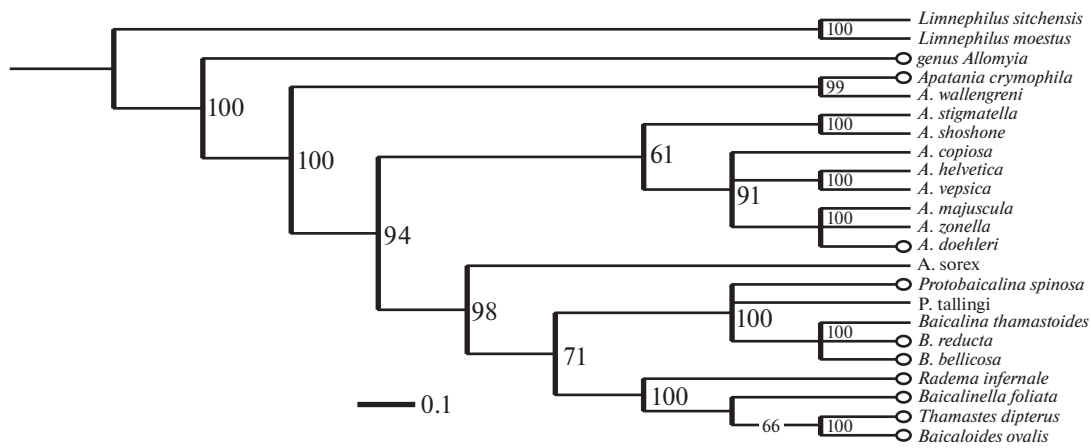 Limnephilus sitchensis
100
Limnephilus moestus
genus Allomyia
100
Apatania crymophila
99
A. wallengreni
100
A. stigmatella
100
A. shoshone
61
A. copiosa
A. helvetica
100
A. vepsica
91
A. majuscula
100
A. zonella
94
A. doehleri
A. sorex
98
Protobaicalina spinosa
P. tallingi
100
Baicalina thamastoides
100
B. reducta
71
B. bellicosa
Radema infernale
100
Baicalinella foliata
0.1
Thamastes dipterus
66
100
Baicaloides ovalis